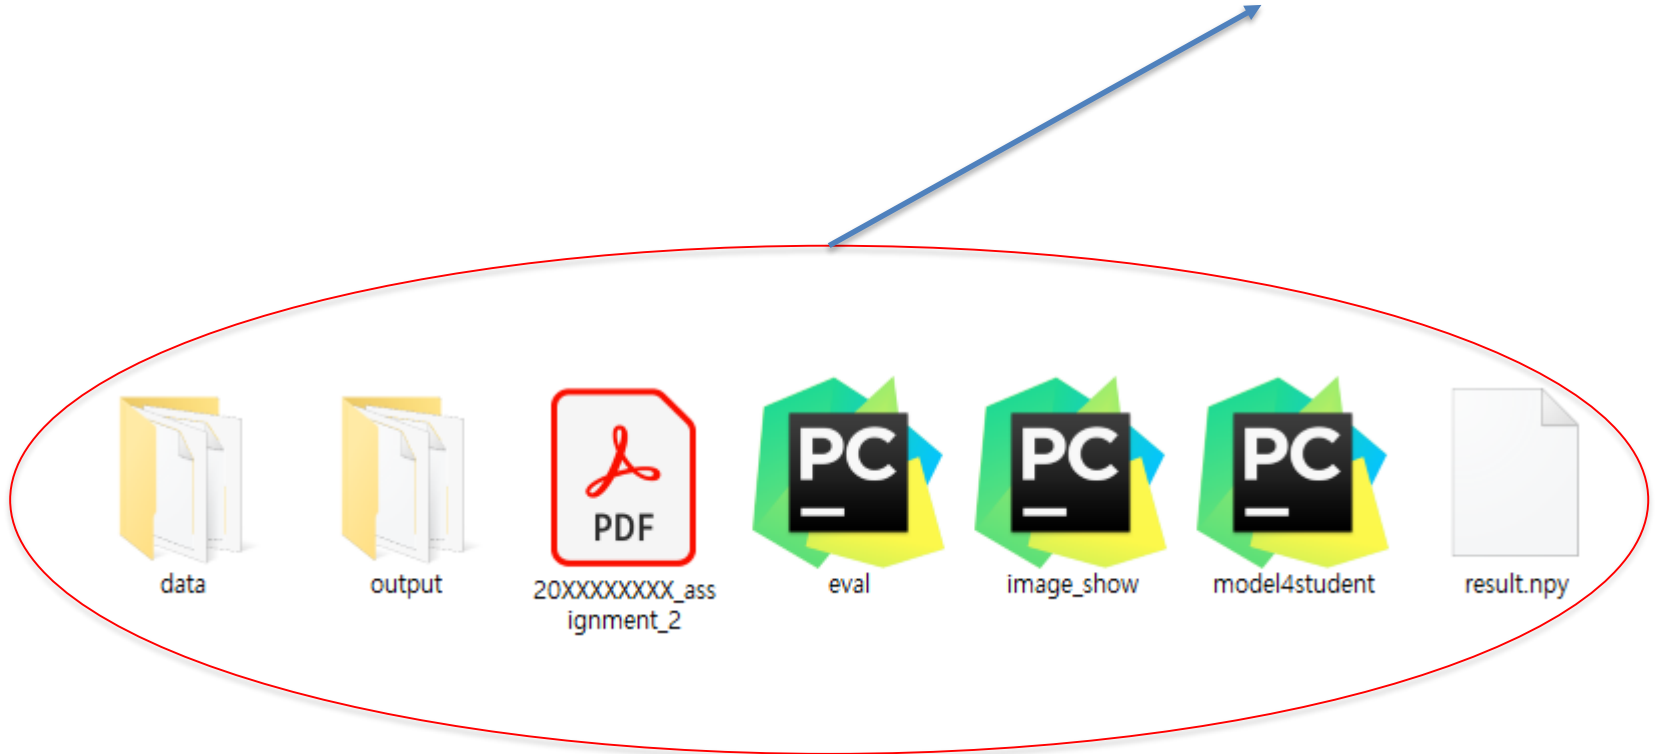 PDF
PC
PC
PC
data
output
20XXXXXXXX_ass
ignment_2
eval
image_show
model4student
result.npy